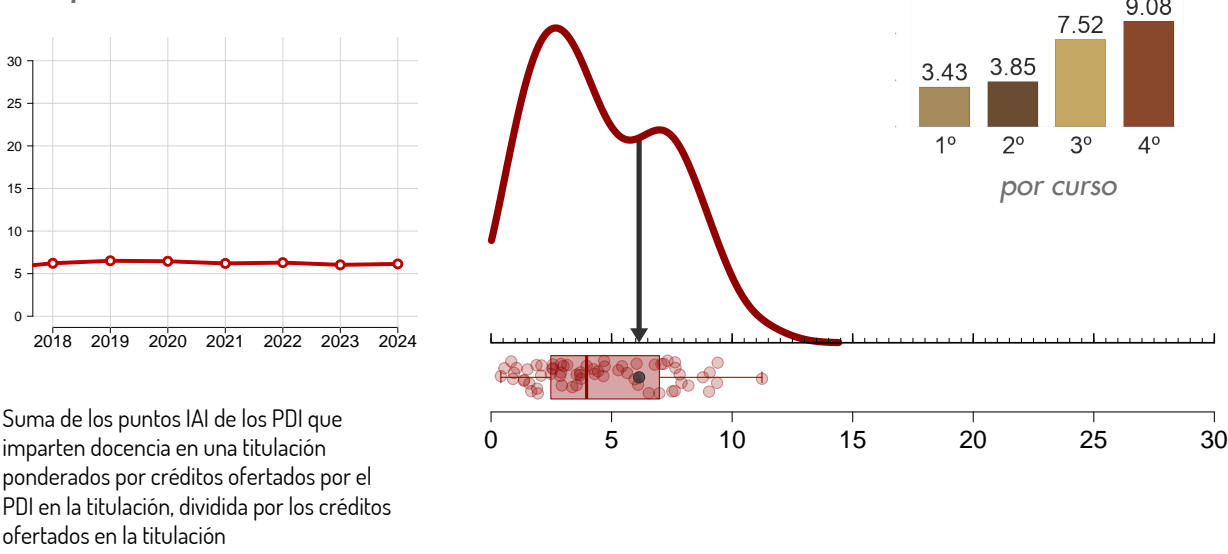 30
25
20
15
10
5
0
2018 2019 2020 2021 2022 2023 2024
Suma de los puntos IAI de los PDI que
imparten docencia en una titulación
ponderados por créditos ofertados por el
PDI en la titulación, dividida por los créditos
ofertados en la titulación
0 5 10 15 20 25 30
3.43 3.85 7.52 9.08
1º 2º 3º 4º
por curso